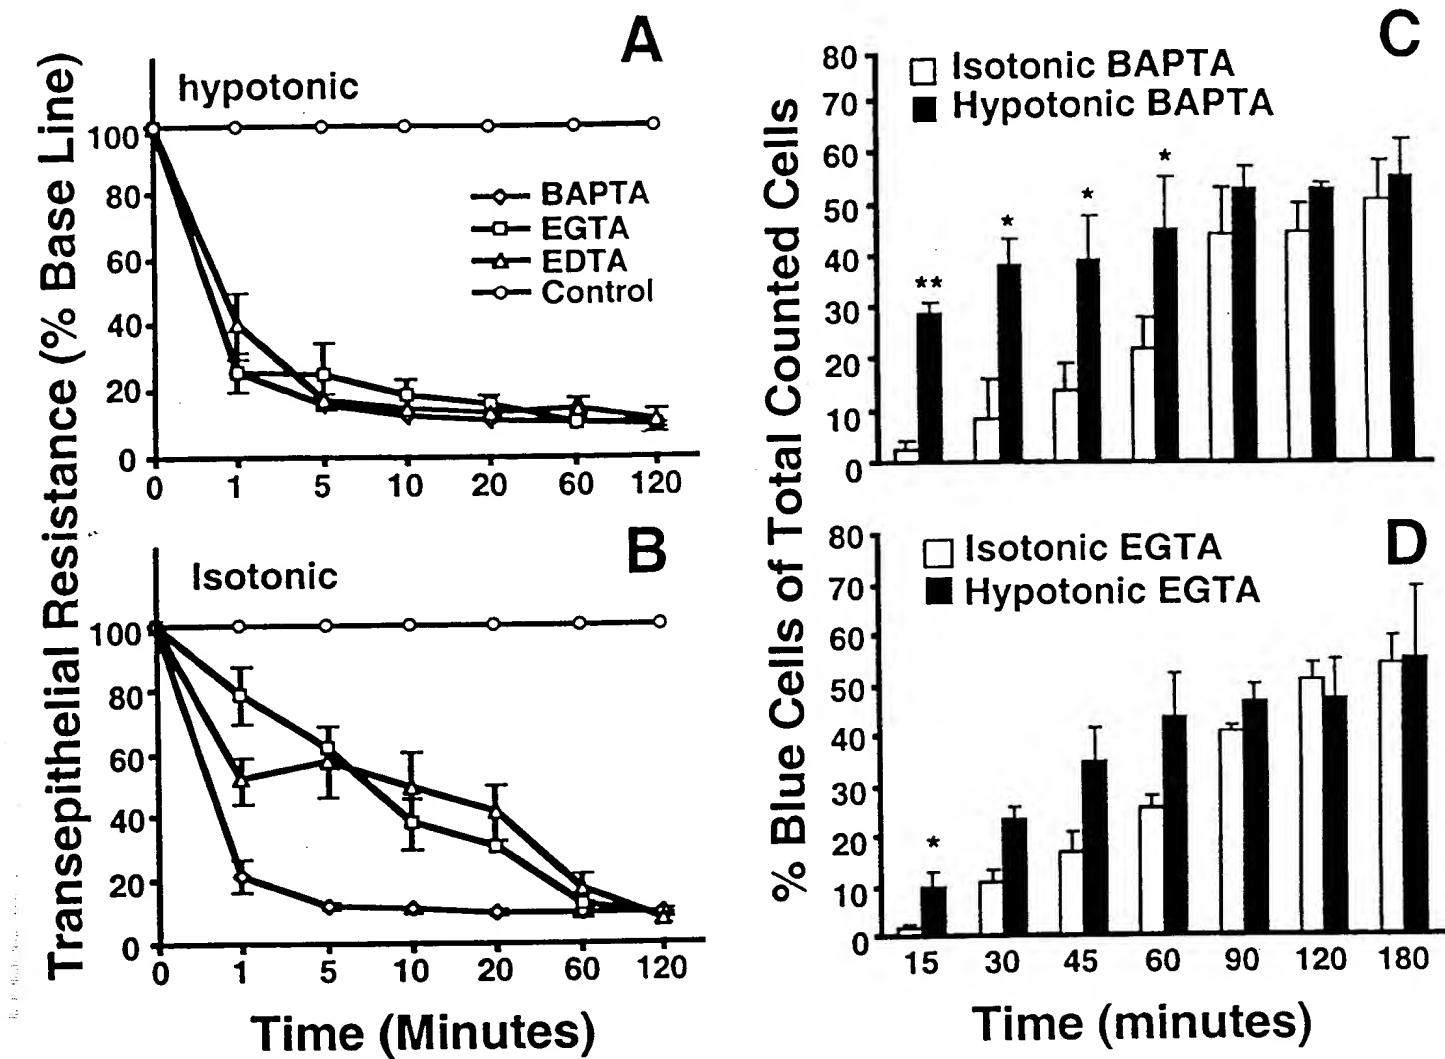 Transepithelial Resistance (% Base Line)
A
hypotonic
100
80
60
40
20
0
BAPTA
EGTA
EDTA
Control
0 1 5 10 20 60 120
B
Isotonic
100
80
60
40
20
0
0 1 5 10 20 60 120
Time (Minutes)
% Blue Cells of Total Counted Cells
C
80
70
60
50
40
30
20
10
0
Isotonic BAPTA
Hypotonic BAPTA
**
*
*
*
D
80
70
60
50
40
30
20
10
0
Isotonic EGTA
Hypotonic EGTA
*
15 30 45 60 90 120 180
Time (minutes)